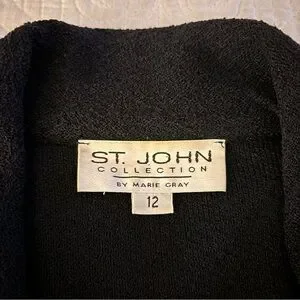 ST. JOHN
COLLECTION
BY MARIE GRAY
12